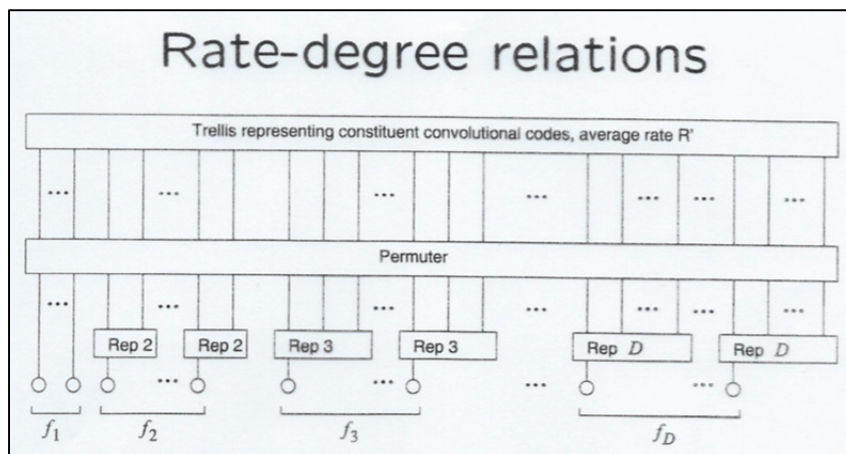 Rate-degree relations
Trellis representing constituent convolutional codes, average rate R'
... ... ... ... ... ... ...
Permuter
... ... ... ... ... ... ...
Rep 2 Rep 2 Rep 3 Rep 3 Rep D Rep D
... ... ... ...
f₁ f₂ f₃ f_D